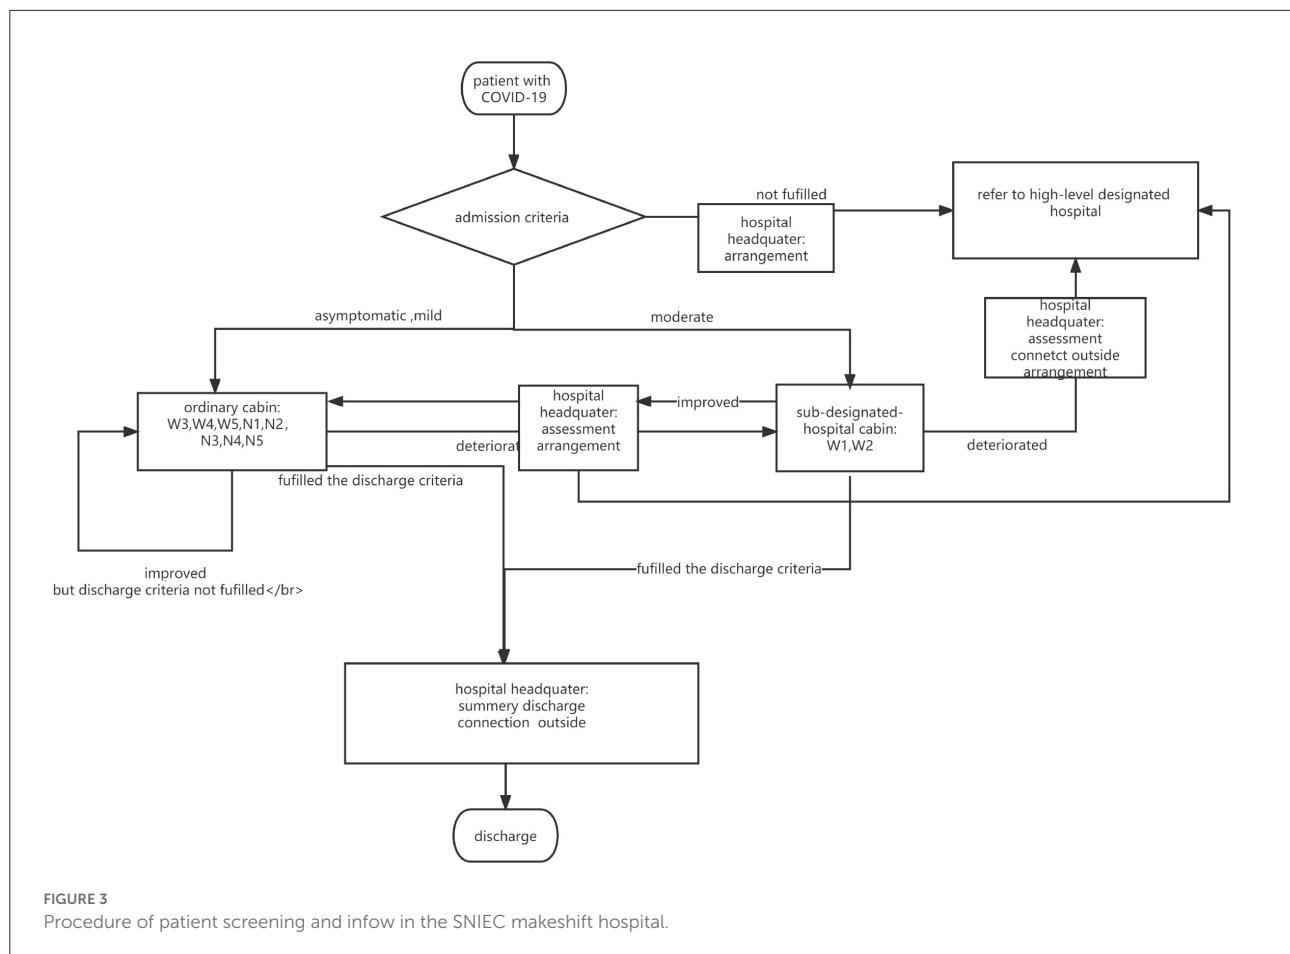 patient with
COVID-19
admission criteria
not fufilled
hospital
headquater:
arrangement
refer to high-level designated
hospital
hospital
headquater:
assessment
connetct outside
arrangement
asymptomatic ,mild
moderate
ordinary cabin:
W3,W4,W5,N1,N2,
N3,N4,N5
hospital
headquater:
assessment
arrangement
improved
deteriorat
sub-designated-
hospital cabin:
W1,W2
deteriorated
fufilled the discharge criteria
improved
but discharge criteria not fufilled</br>
fufilled the discharge criteria
hospital headquater:
summery discharge
connection  outside
discharge
FIGURE 3
Procedure of patient screening and infow in the SNIEC makeshift hospital.